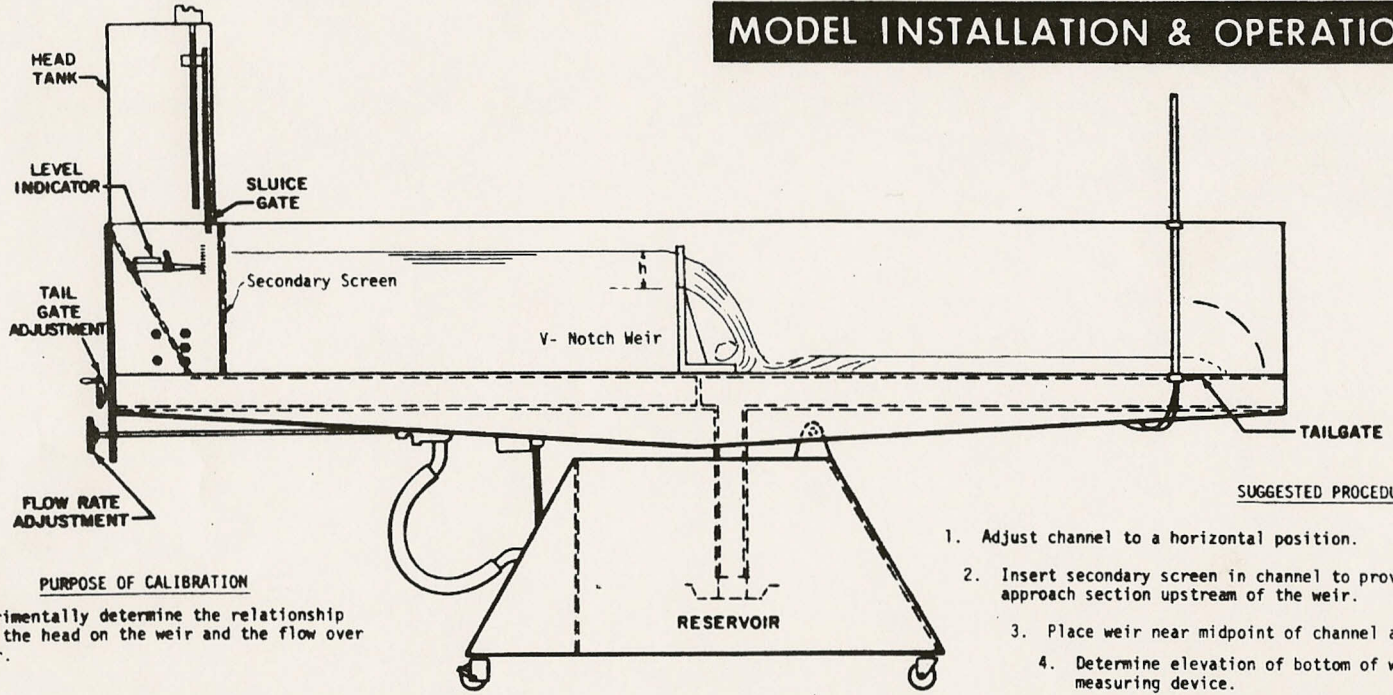 MODEL INSTALLATION & OPERATIO
HEAD
TANK
LEVEL
INDICATOR
SLUICE
GATE
Secondary Screen
h
TAIL
GATE
ADJUSTMENT
V- Notch Weir
TAILGATE
FLOW RATE
ADJUSTMENT
RESERVOIR
PURPOSE OF CALIBRATION
rimentally determine the relationship
the head on the weir and the flow over
r.
SUGGESTED PROCEDU
1. Adjust channel to a horizontal position.
2. Insert secondary screen in channel to prov
approach section upstream of the weir.
3. Place weir near midpoint of channel a
4. Determine elevation of bottom of w
measuring device.